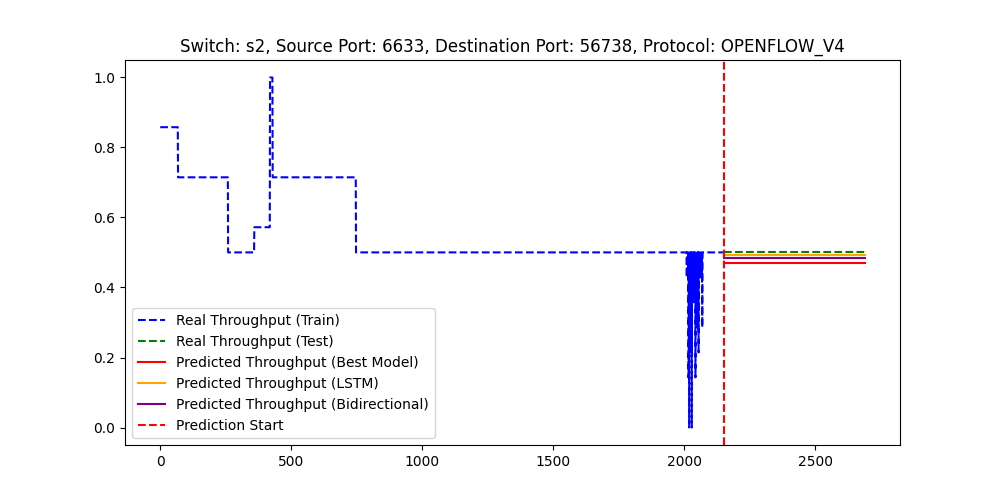 Switch: s2, Source Port: 6633, Destination Port: 56738, Protocol: OPENFLOW_V4
1.0
0.8
0.6
0.4
0.2
0.0
Real Throughput (Train)
Real Throughput (Test)
Predicted Throughput (Best Model)
Predicted Throughput (LSTM)
Predicted Throughput (Bidirectional)
Prediction Start
0 500 1000 1500 2000 2500